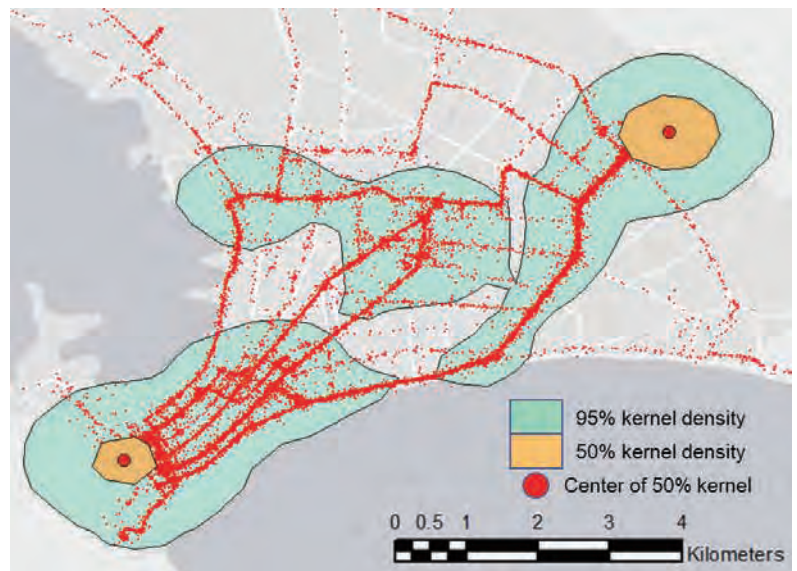 95% kernel density
50% kernel density
Center of 50% kernel
0 0.5 1 2 3 4
Kilometers